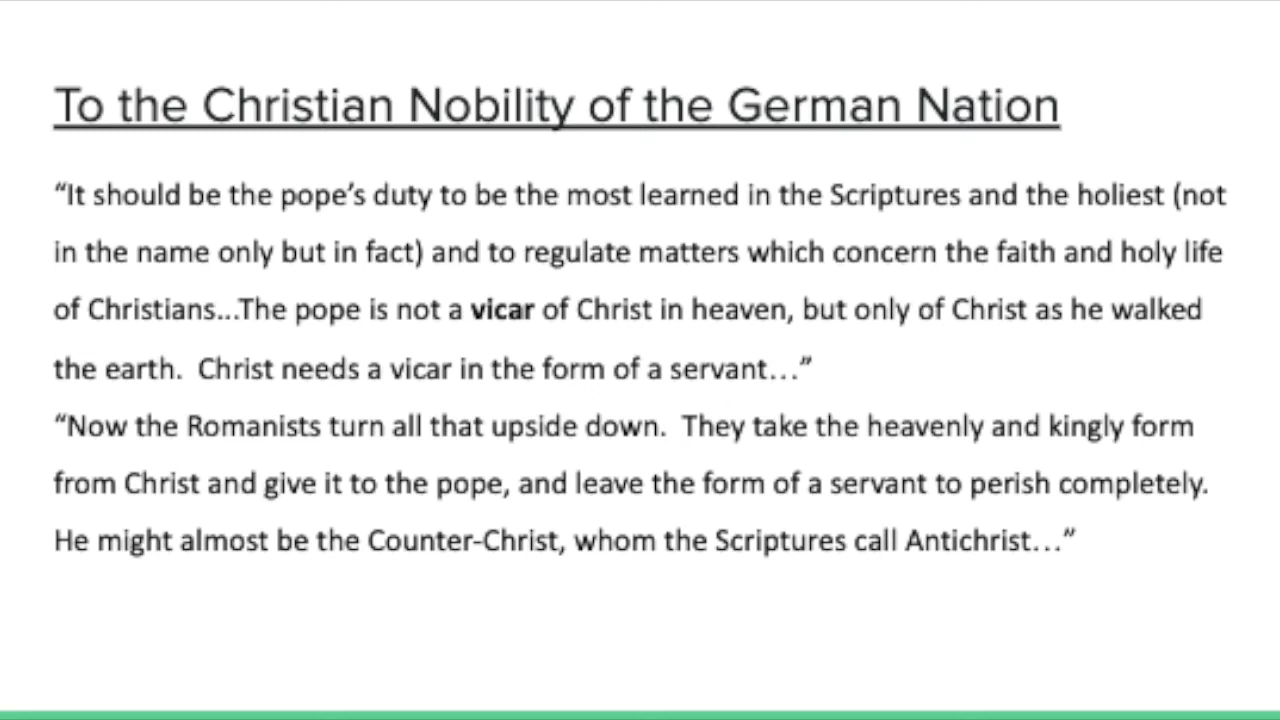 To the Christian Nobility of the German Nation
“It should be the pope’s duty to be the most learned in the Scriptures and the holiest (not
in the name only but in fact) and to regulate matters which concern the faith and holy life
of Christians...The pope is not a vicar of Christ in heaven, but only of Christ as he walked
the earth.  Christ needs a vicar in the form of a servant…”
“Now the Romanists turn all that upside down.  They take the heavenly and kingly form
from Christ and give it to the pope, and leave the form of a servant to perish completely.
He might almost be the Counter-Christ, whom the Scriptures call Antichrist…”